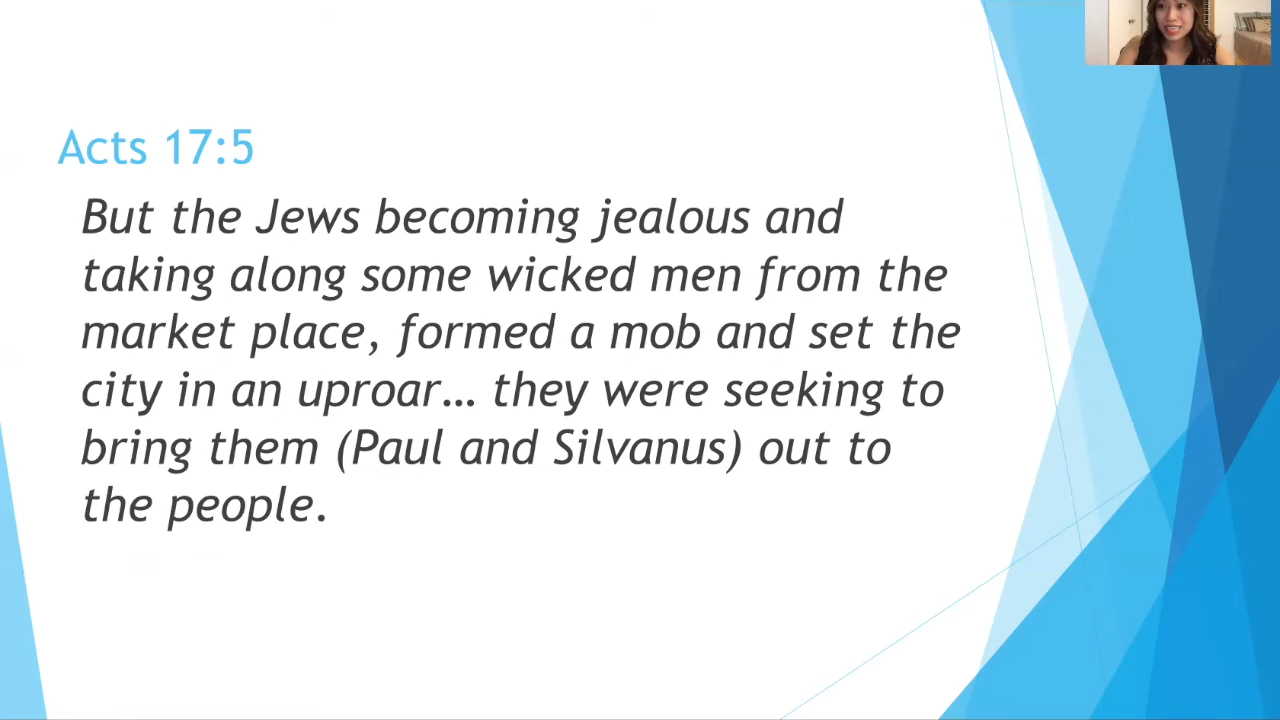 Acts 17:5
But the Jews becoming jealous and
taking along some wicked men from the
market place, formed a mob and set the
city in an uproar… they were seeking to
bring them (Paul and Silvanus) out to
the people.